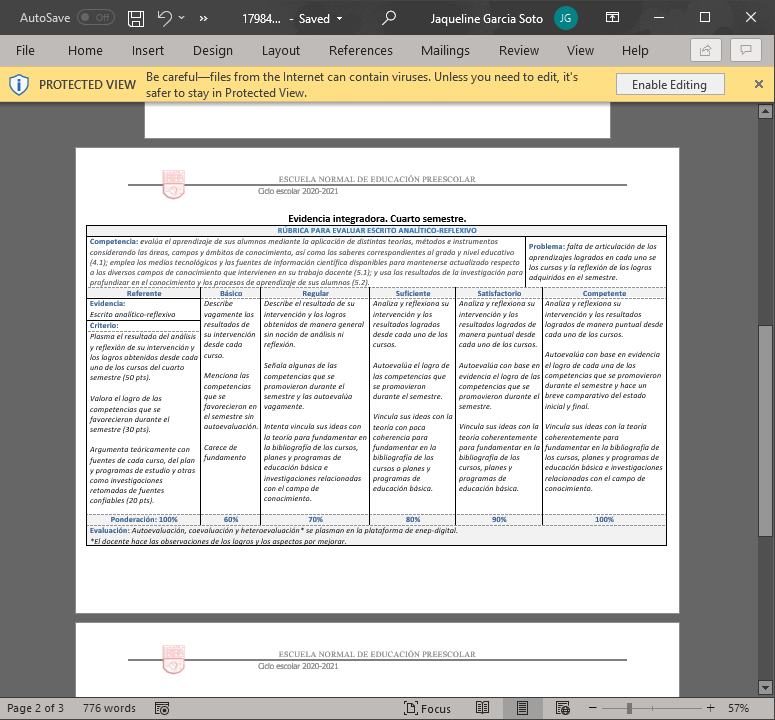 AutoSave Off 17984... - Saved Jaqueline Garcia Soto JG
File Home Insert Design Layout References Mailings Review View Help
PROTECTED VIEW Be careful—files from the Internet can contain viruses. Unless you need to edit, it's
safer to stay in Protected View.
Enable Editing
ESCUELA NORMAL DE EDUCACIÓN PREESCOLAR
Ciclo escolar 2020-2021
Evidencia integradora. Cuarto semestre.
RÚBRICA PARA EVALUAR ESCRITO ANALÍTICO-REFLEXIVO
Competencia: evalúa el aprendizaje de sus alumnos mediante la aplicación de distintas teorías, métodos e instrumentos
considerando las áreas, campos y ámbitos de conocimiento, así como los saberes correspondientes al grado y nivel educativo
(4.1); emplea los medios tecnológicos y las fuentes de información científica disponibles para mantenerse actualizado respecto
a los diversos campos de conocimiento que intervienen en su trabajo docente (5.1); y usa los resultados de la investigación para
profundizar en el conocimiento y los procesos de aprendizaje de sus alumnos (5.2).
Problema: falta de articulación de los
aprendizajes logrados en cada uno se
los cursos y la reflexión de los logros
adquiridos en el semestre.
Referente
Básico
Regular
Suficiente
Satisfactorio
Competente
Evidencia:
Escrito analítico-reflexivo
Criterio:
Plasma el resultado del análisis
y reflexión de su intervención y
los logros obtenidos desde cada
uno de los cursos del cuarto
semestre (50 pts).
Valora el logro de las
competencias que se
favorecieron durante el
semestre (30 pts).
Argumenta teóricamente con
fuentes de cada curso, del plan
y programas de estudio y otras
como investigaciones
retomadas de fuentes
confiables (20 pts).
Describe
vagamente los
resultados de
su intervención
desde cada
curso.
Menciona las
competencias
que se
favorecieron en
el semestre sin
autoevaluación.
Carece de
fundamento
Describe el resultado de su
intervención y los logros
obtenidos de manera general
sin noción de análisis ni
reflexión.
Señala algunas de las
competencias que se
promovieron durante el
semestre y las autoevalúa
vagamente.
Intenta vincula sus ideas con
la teoría para fundamentar en
la bibliografía de los cursos,
planes y programas de
educación básica e
investigaciones relacionadas
con el campo de
conocimiento.
Analiza y reflexiona su
intervención y los
resultados logrados
desde cada uno de los
cursos.
Autoevalúa el logro de
las competencias que
se promovieron
durante el semestre.
Vincula sus ideas con la
teoría con poca
coherencia para
fundamentar en la
bibliografía de los
cursos o planes y
programas de
educación básica.
Analiza y reflexiona su
intervención y los
resultados logrados de
manera puntual desde
cada uno de los cursos.
Autoevalúa con base en
evidencia el logro de las
competencias que se
promovieron durante el
semestre.
Vincula sus ideas con la
teoría coherentemente
para fundamentar en la
bibliografía de los
cursos, planes y
programas de
educación básica.
Analiza y reflexiona su
intervención y los resultados
logrados de manera puntual desde
cada uno de los cursos.
Autoevalúa con base en evidencia
el logro de cada una de las
competencias que se promovieron
durante el semestre y hace un
breve comparativo del estado
inicial y final.
Vincula sus ideas con la teoría
coherentemente para
fundamentar en la bibliografía de
los cursos, planes y programas de
educación básica e investigaciones
relacionadas con el campo de
conocimiento.
Ponderación: 100% 60% 70% 80% 90% 100%
Evaluación: Autoevaluación, coevaluación y heteroevaluación* se plasman en la plataforma de enep-digital.
*El docente hace las observaciones de los logros y los aspectos por mejorar.
ESCUELA NORMAL DE EDUCACIÓN PREESCOLAR
Ciclo escolar 2020-2021
Page 2 of 3 776 words Focus 57%